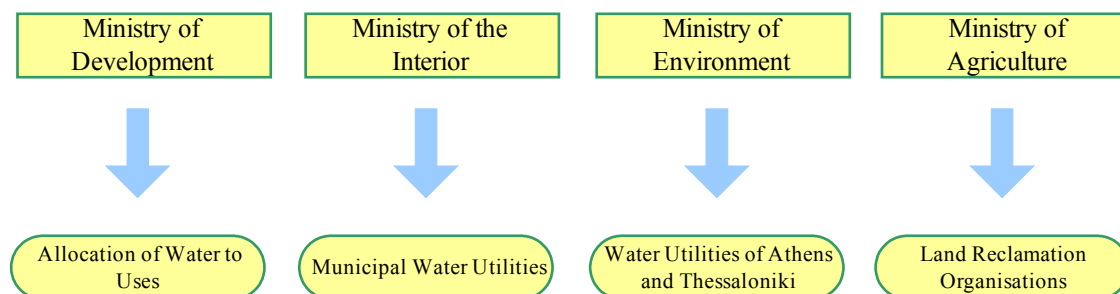 Ministry of
Development
Ministry of the
Interior
Ministry of
Environment
Ministry of
Agriculture
Allocation of Water to
Uses
Municipal Water Utilities
Water Utilities of Athens
and Thessaloniki
Land Reclamation
Organisations